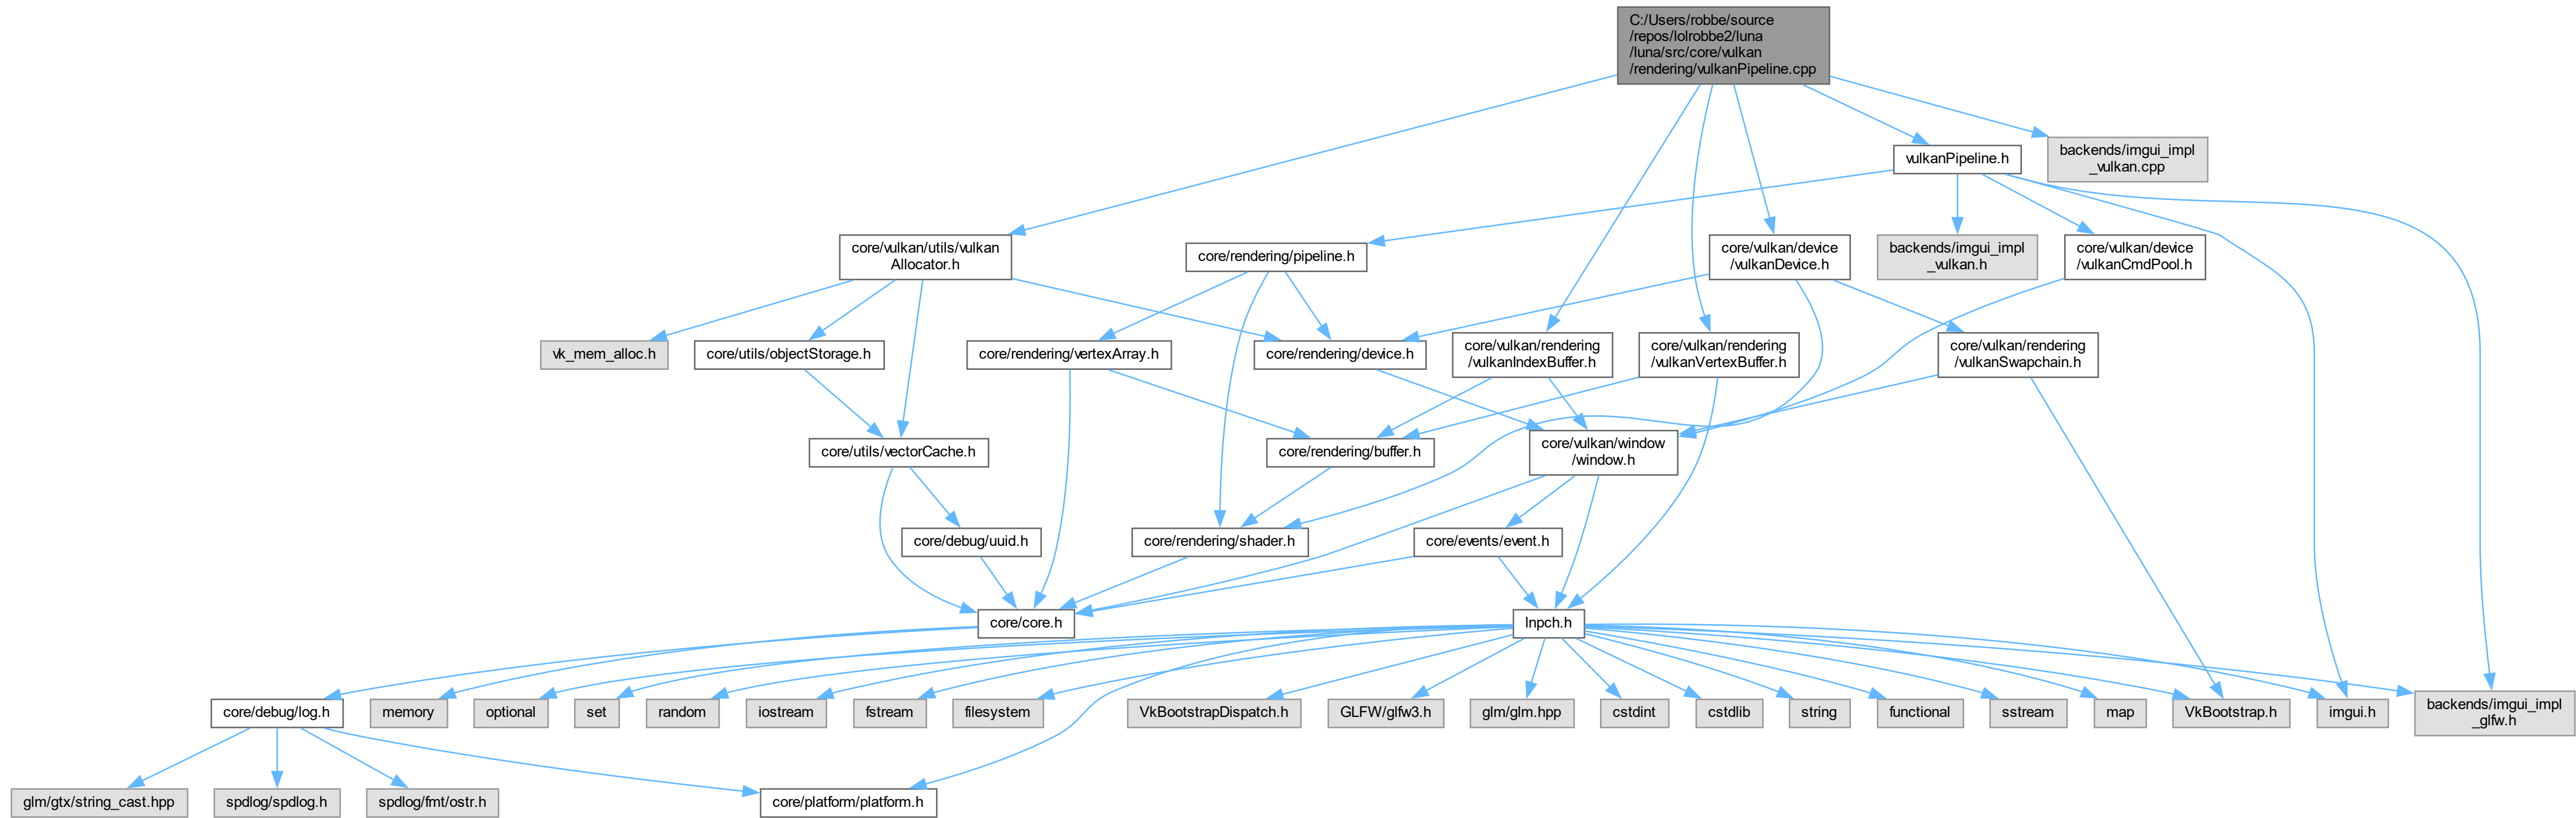 C:/Users/robbe/source
/repos/lolrobbe2/luna
/luna/src/core/vulkan
/rendering/vulkanPipeline.cpp
backends/imgui_impl
_vulkan.cpp
vulkanPipeline.h
core/vulkan/utils/vulkan
Allocator.h
core/rendering/pipeline.h
core/vulkan/device
/vulkanDevice.h
backends/imgui_impl
_vulkan.h
core/vulkan/device
/vulkanCmdPool.h
vk_mem_alloc.h
core/utils/objectStorage.h
core/rendering/vertexArray.h
core/rendering/device.h
core/vulkan/rendering
/vulkanIndexBuffer.h
core/vulkan/rendering
/vulkanVertexBuffer.h
core/vulkan/rendering
/vulkanSwapchain.h
core/utils/vectorCache.h
core/rendering/buffer.h
core/vulkan/window
/window.h
core/debug/uuid.h
core/rendering/shader.h
core/events/event.h
core/core.h
lnpch.h
core/debug/log.h
memory
optional
set
random
iostream
fstream
filesystem
VkBootstrapDispatch.h
GLFW/glfw3.h
glm/glm.hpp
cstdint
cstdlib
string
functional
sstream
map
VkBootstrap.h
imgui.h
backends/imgui_impl
_glfw.h
glm/gtx/string_cast.hpp
spdlog/spdlog.h
spdlog/fmt/ostr.h
core/platform/platform.h